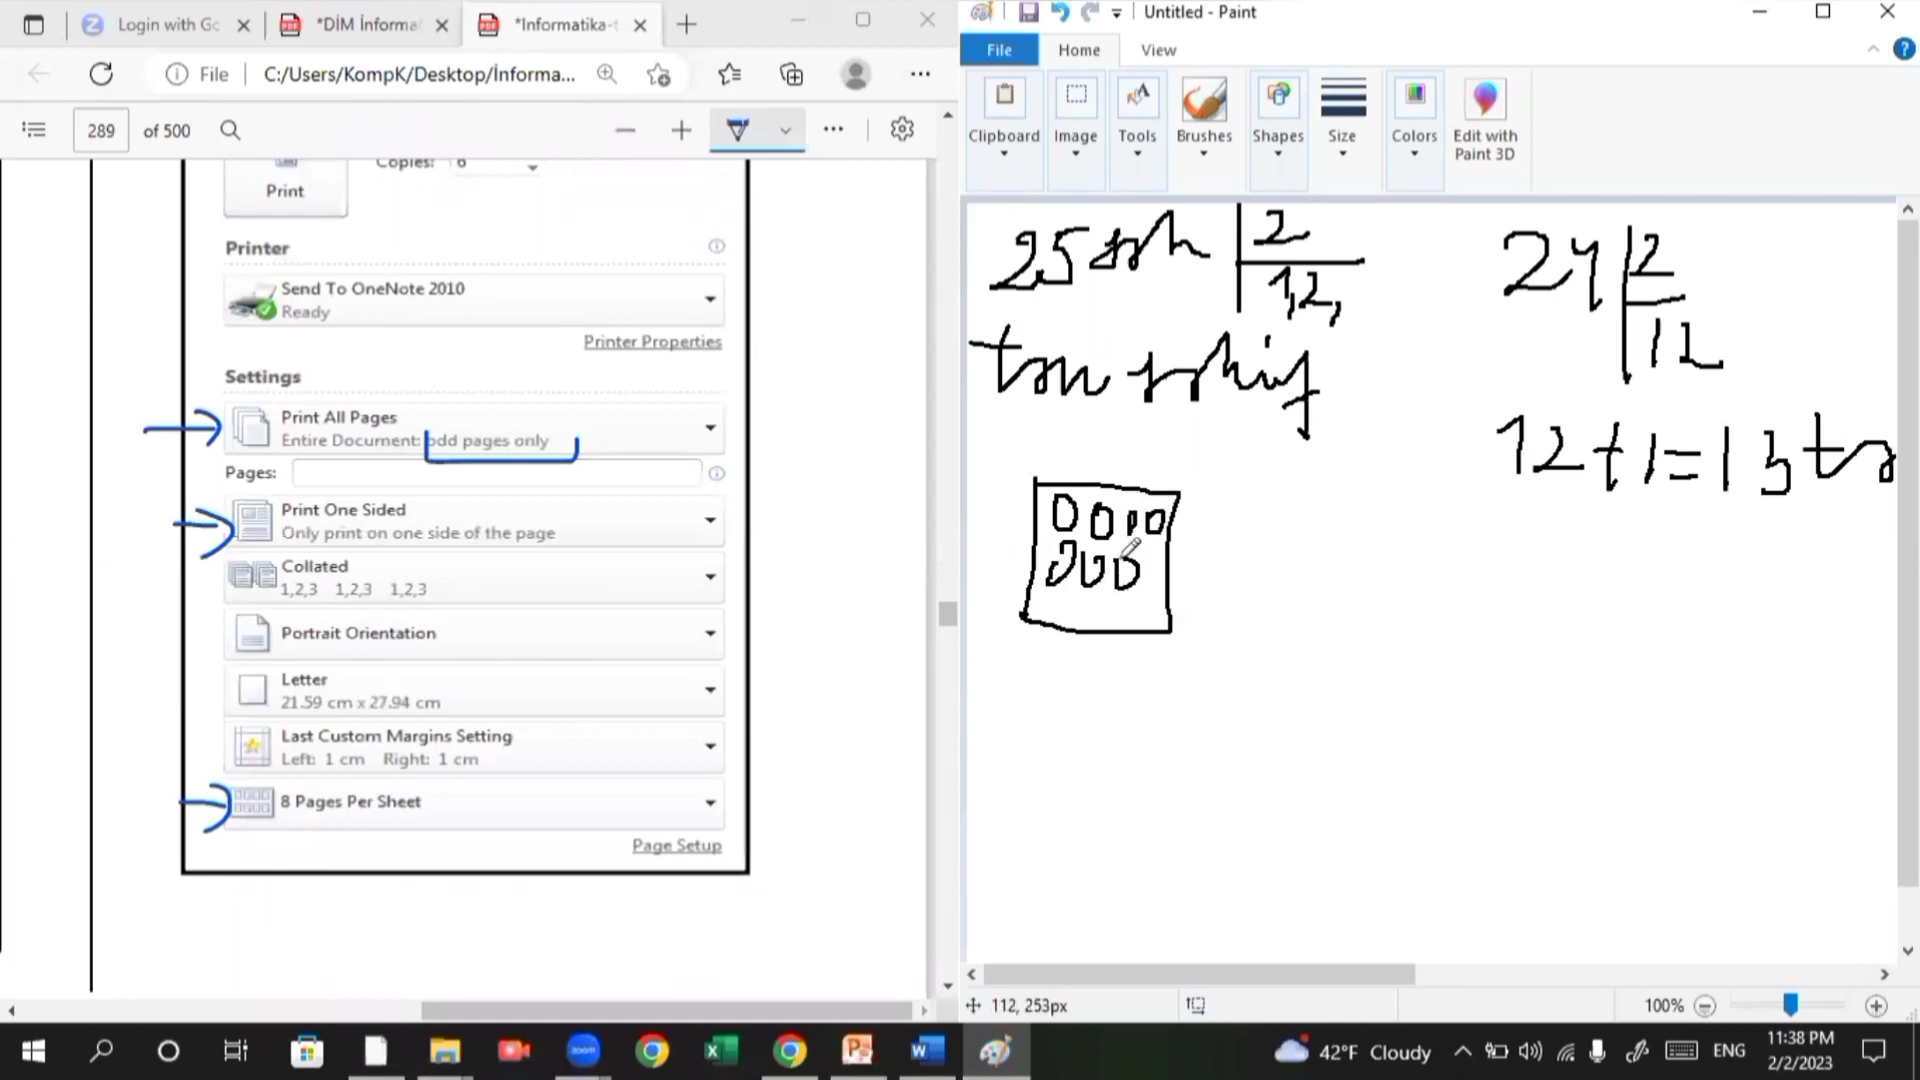 Login with Go
*DİM İnforma
*Informatika-t
File
C:/Users/KompK/Desktop/İnforma...
289 of 500
Copies: 6
Print
Printer
Send To OneNote 2010
Ready
Printer Properties
Settings
Print All Pages
Entire Document: odd pages only
Pages:
Print One Sided
Only print on one side of the page
Collated
1,2,3 1,2,3 1,2,3
Portrait Orientation
Letter
21.59 cm x 27.94 cm
Last Custom Margins Setting
Left: 1 cm Right: 1 cm
8 Pages Per Sheet
Page Setup
Untitled - Paint
File Home View
Clipboard
Image
Tools
Brushes
Shapes
Size
Colors
Edit with
Paint 3D
25 2
12,
24 2
12
12+1=13
112, 253px
100%
42°F Cloudy
ENG
11:38 PM
2/2/2023